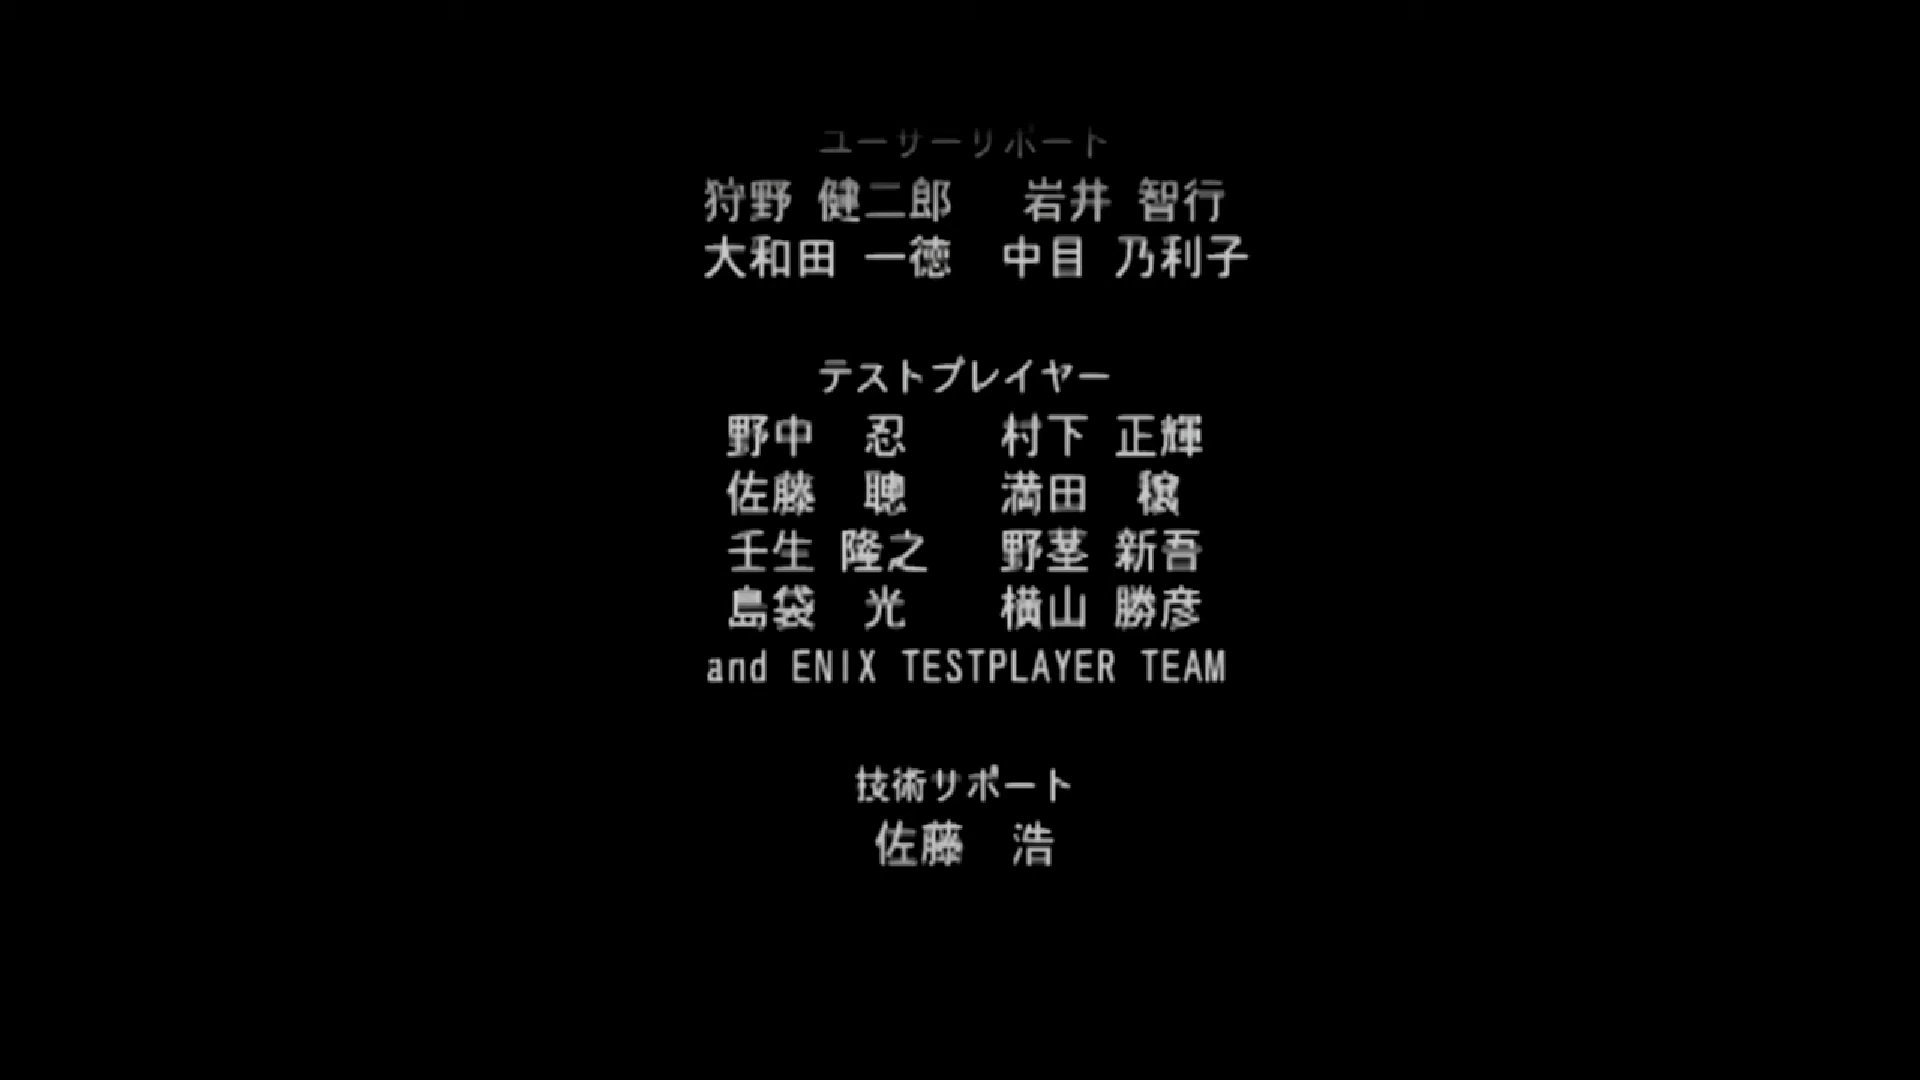 ユーザーリポート
狩野 健二郎　岩井 智行
大和田 一徳　中目 乃利子
テストプレイヤー
野中　忍　村下 正輝
佐藤　聰　満田　穣
壬生 隆之　野茎 新吾
島袋　光　横山 勝彦
and ENIX TESTPLAYER TEAM
技術サポート
佐藤　浩